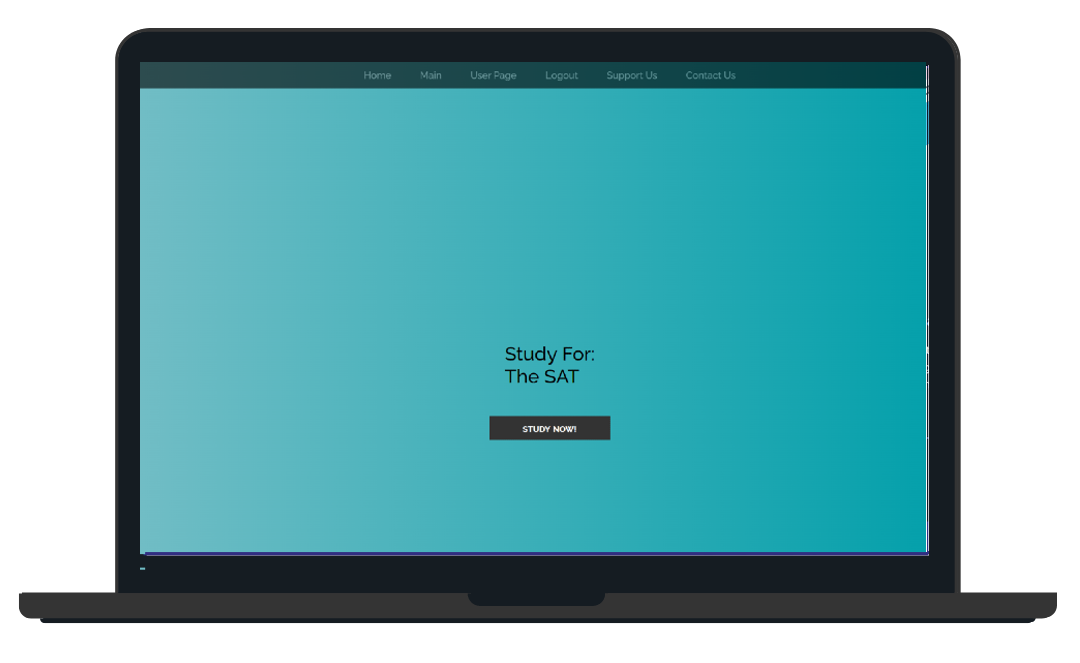 Home Main User Page Logout Support Us Contact Us
Study For:
The SAT
STUDY NOW!